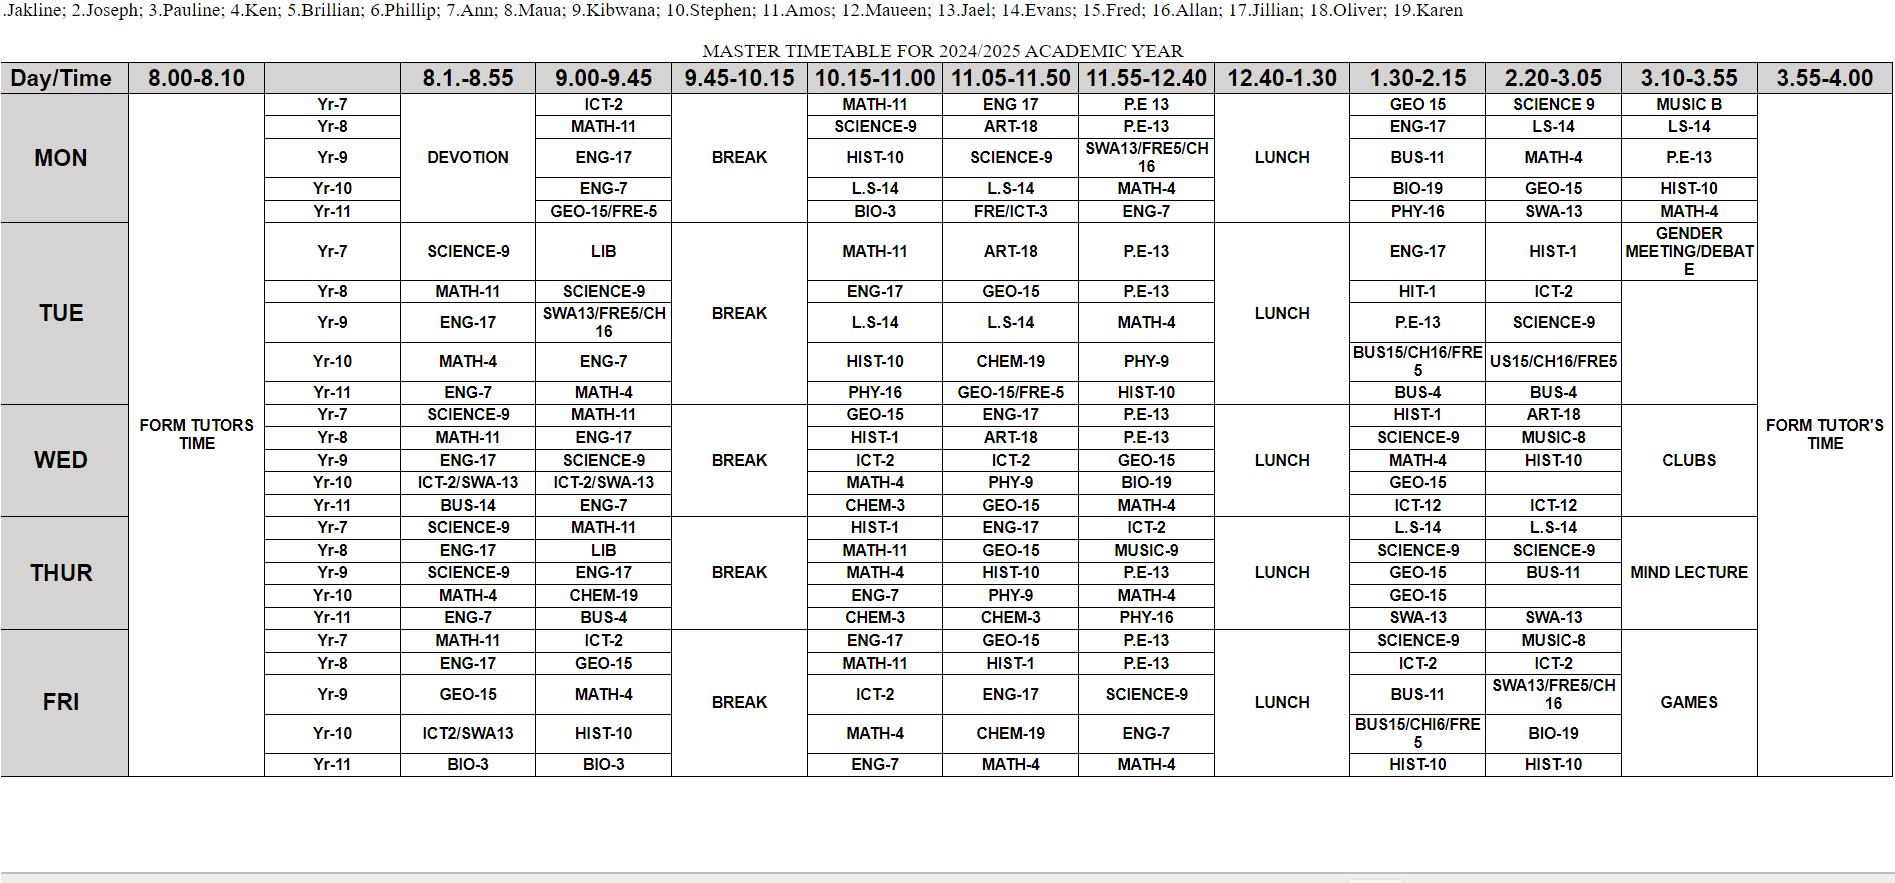 .Jakline; 2.Joseph; 3.Pauline; 4.Ken; 5.Brillian; 6.Phillip; 7.Ann; 8.Maua; 9.Kibwana; 10.Stephen; 11.Amos; 12.Maueen; 13.Jael; 14.Evans; 15.Fred; 16.Allan; 17.Jillian; 18.Oliver; 19.Karen
MASTER TIMETABLE FOR 2024/2025 ACADEMIC YEAR
Day/Time 8.00-8.10 8.1.-8.55 9.00-9.45 9.45-10.15 10.15-11.00 11.05-11.50 11.55-12.40 12.40-1.30 1.30-2.15 2.20-3.05 3.10-3.55 3.55-4.00
FORM TUTORS TIME
FORM TUTOR'S TIME
MON DEVOTION BREAK LUNCH
Yr-7 ICT-2 MATH-11 ENG 17 P.E 13 GEO 15 SCIENCE 9 MUSIC B
Yr-8 MATH-11 SCIENCE-9 ART-18 P.E-13 ENG-17 LS-14 LS-14
Yr-9 ENG-17 HIST-10 SCIENCE-9 SWA13/FRE5/CH16 BUS-11 MATH-4 P.E-13
Yr-10 ENG-7 L.S-14 L.S-14 MATH-4 BIO-19 GEO-15 HIST-10
Yr-11 GEO-15/FRE-5 BIO-3 FRE/ICT-3 ENG-7 PHY-16 SWA-13 MATH-4
TUE BREAK LUNCH
Yr-7 SCIENCE-9 LIB MATH-11 ART-18 P.E-13 ENG-17 HIST-1 GENDER MEETING/DEBATE
Yr-8 MATH-11 SCIENCE-9 ENG-17 GEO-15 P.E-13 HIT-1 ICT-2
Yr-9 ENG-17 SWA13/FRE5/CH16 L.S-14 L.S-14 MATH-4 P.E-13 SCIENCE-9
Yr-10 MATH-4 ENG-7 HIST-10 CHEM-19 PHY-9 BUS15/CH16/FRE5 US15/CH16/FRE5
Yr-11 ENG-7 MATH-4 PHY-16 GEO-15/FRE-5 HIST-10 BUS-4 BUS-4
WED BREAK LUNCH CLUBS
Yr-7 SCIENCE-9 MATH-11 GEO-15 ENG-17 P.E-13 HIST-1 ART-18
Yr-8 MATH-11 ENG-17 HIST-1 ART-18 P.E-13 SCIENCE-9 MUSIC-8
Yr-9 ENG-17 SCIENCE-9 ICT-2 ICT-2 GEO-15 MATH-4 HIST-10
Yr-10 ICT-2/SWA-13 ICT-2/SWA-13 MATH-4 PHY-9 BIO-19 GEO-15
Yr-11 BUS-14 ENG-7 CHEM-3 GEO-15 MATH-4 ICT-12 ICT-12
THUR BREAK LUNCH MIND LECTURE
Yr-7 SCIENCE-9 MATH-11 HIST-1 ENG-17 ICT-2 L.S-14 L.S-14
Yr-8 ENG-17 LIB MATH-11 GEO-15 MUSIC-9 SCIENCE-9 SCIENCE-9
Yr-9 SCIENCE-9 ENG-17 MATH-4 HIST-10 P.E-13 GEO-15 BUS-11
Yr-10 MATH-4 CHEM-19 ENG-7 PHY-9 MATH-4 GEO-15
Yr-11 ENG-7 BUS-4 CHEM-3 CHEM-3 PHY-16 SWA-13 SWA-13
FRI BREAK LUNCH GAMES
Yr-7 MATH-11 ICT-2 ENG-17 GEO-15 P.E-13 SCIENCE-9 MUSIC-8
Yr-8 ENG-17 GEO-15 MATH-11 HIST-1 P.E-13 ICT-2 ICT-2
Yr-9 GEO-15 MATH-4 ICT-2 ENG-17 SCIENCE-9 BUS-11 SWA13/FRE5/CH16
Yr-10 ICT2/SWA13 HIST-10 MATH-4 CHEM-19 ENG-7 BUS15/CHI6/FRE5 BIO-19
Yr-11 BIO-3 BIO-3 ENG-7 MATH-4 MATH-4 HIST-10 HIST-10